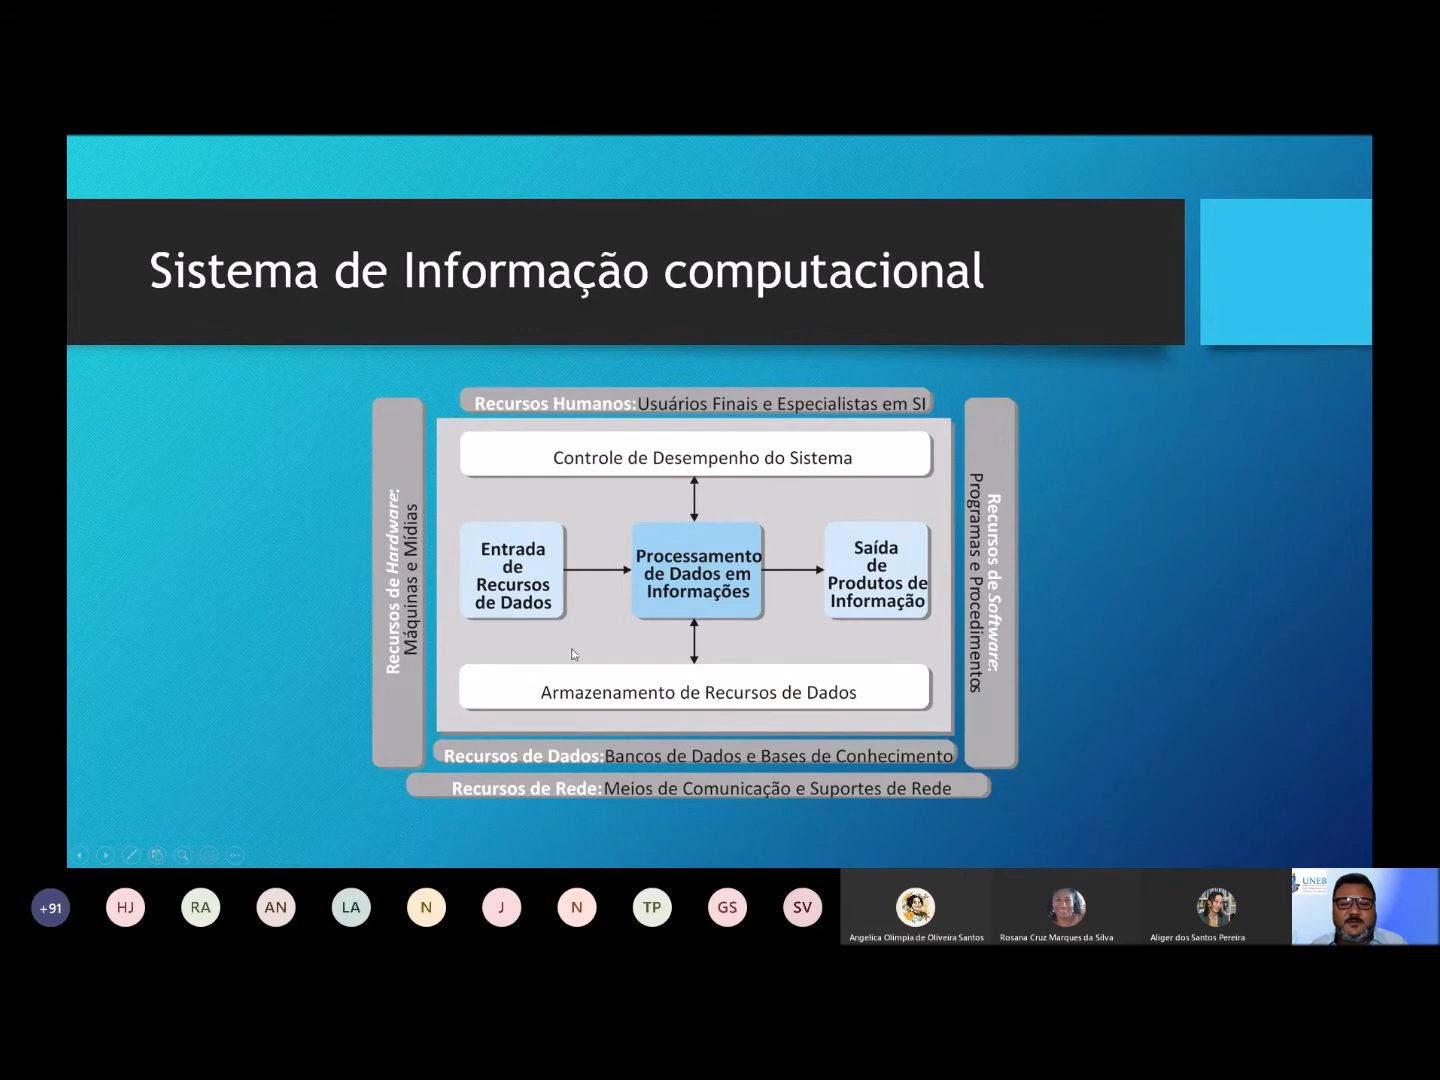 Sistema de Informação computacional
Recursos Humanos:Usuários Finais e Especialistas em SI
Recursos de Hardware:
Máquinas e Mídias
Controle de Desempenho do Sistema
Entrada
de
Recursos
de Dados
Processamento
de Dados em
Informações
Saída
de
Produtos de
Informação
Armazenamento de Recursos de Dados
Recursos de Software:
Programas e Procedimentos
Recursos de Dados:Bancos de Dados e Bases de Conhecimento
Recursos de Rede:Meios de Comunicação e Suportes de Rede
+91
HJ
RA
AN
LA
N
J
N
TP
GS
SV
Angelica Olimpia de Oliveira Santos
Rosana Cruz Marques da Silva
Aliger dos Santos Pereira
UNEB